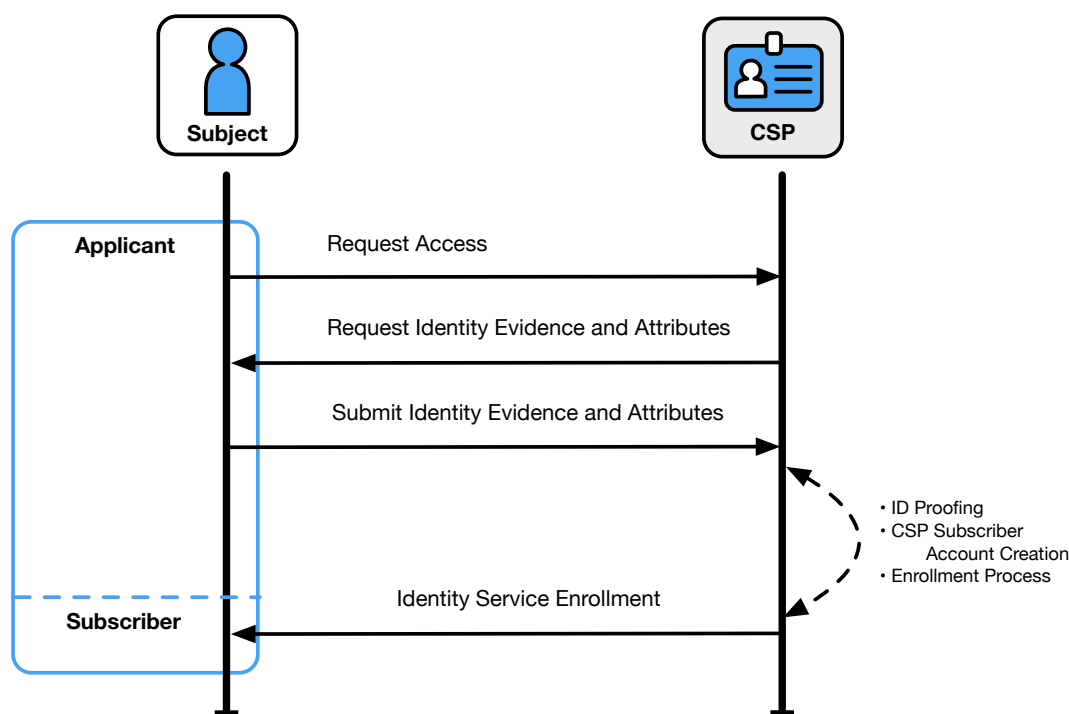 Subject
CSP
Applicant
Request Access
Request Identity Evidence and Attributes
Submit Identity Evidence and Attributes
• ID Proofing
• CSP Subscriber
Account Creation
• Enrollment Process
Identity Service Enrollment
Subscriber